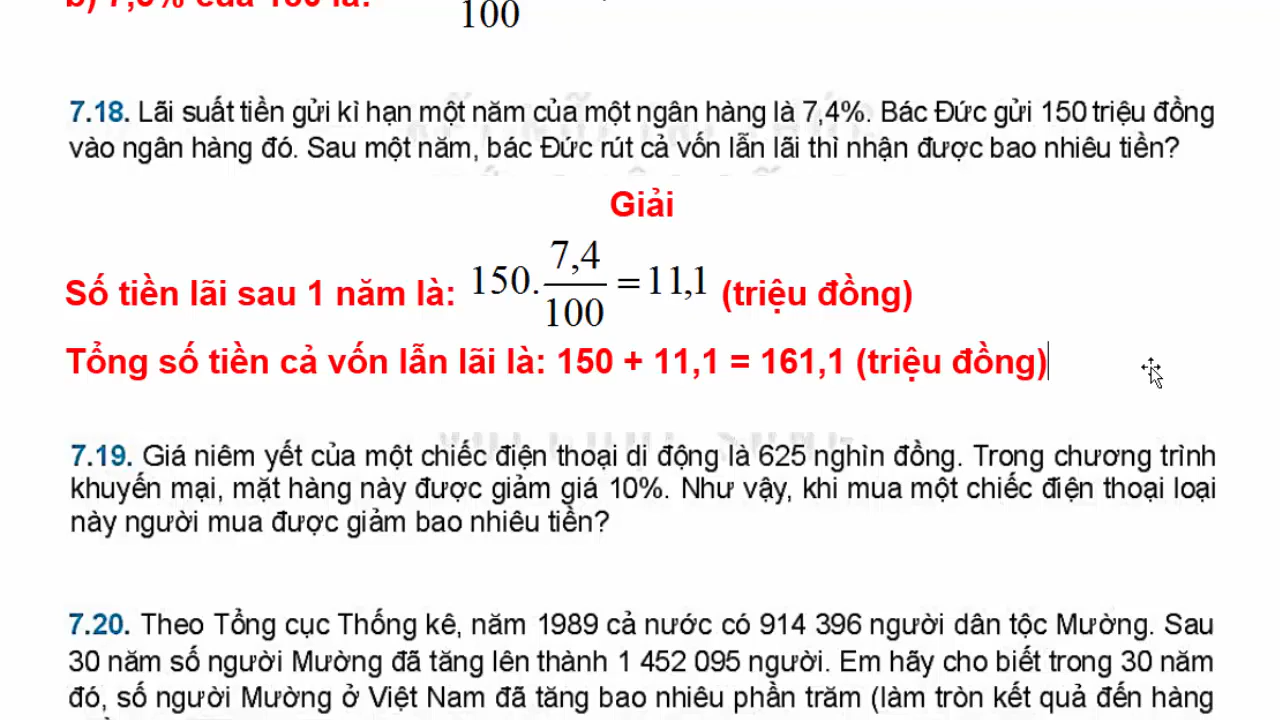 b) 7,5% của 180 là:
100
7.18. Lãi suất tiền gửi kì hạn một năm của một ngân hàng là 7,4%. Bác Đức gửi 150 triệu đồng
vào ngân hàng đó. Sau một năm, bác Đức rút cả vốn lẫn lãi thì nhận được bao nhiêu tiền?
Giải
Số tiền lãi sau 1 năm là: 150. 7,4/100 = 11,1 (triệu đồng)
Tổng số tiền cả vốn lẫn lãi là: 150 + 11,1 = 161,1 (triệu đồng)
7.19. Giá niêm yết của một chiếc điện thoại di động là 625 nghìn đồng. Trong chương trình
khuyến mại, mặt hàng này được giảm giá 10%. Như vậy, khi mua một chiếc điện thoại loại
này người mua được giảm bao nhiêu tiền?
7.20. Theo Tổng cục Thống kê, năm 1989 cả nước có 914 396 người dân tộc Mường. Sau
30 năm số người Mường đã tăng lên thành 1 452 095 người. Em hãy cho biết trong 30 năm
đó, số người Mường ở Việt Nam đã tăng bao nhiêu phần trăm (làm tròn kết quả đến hàng